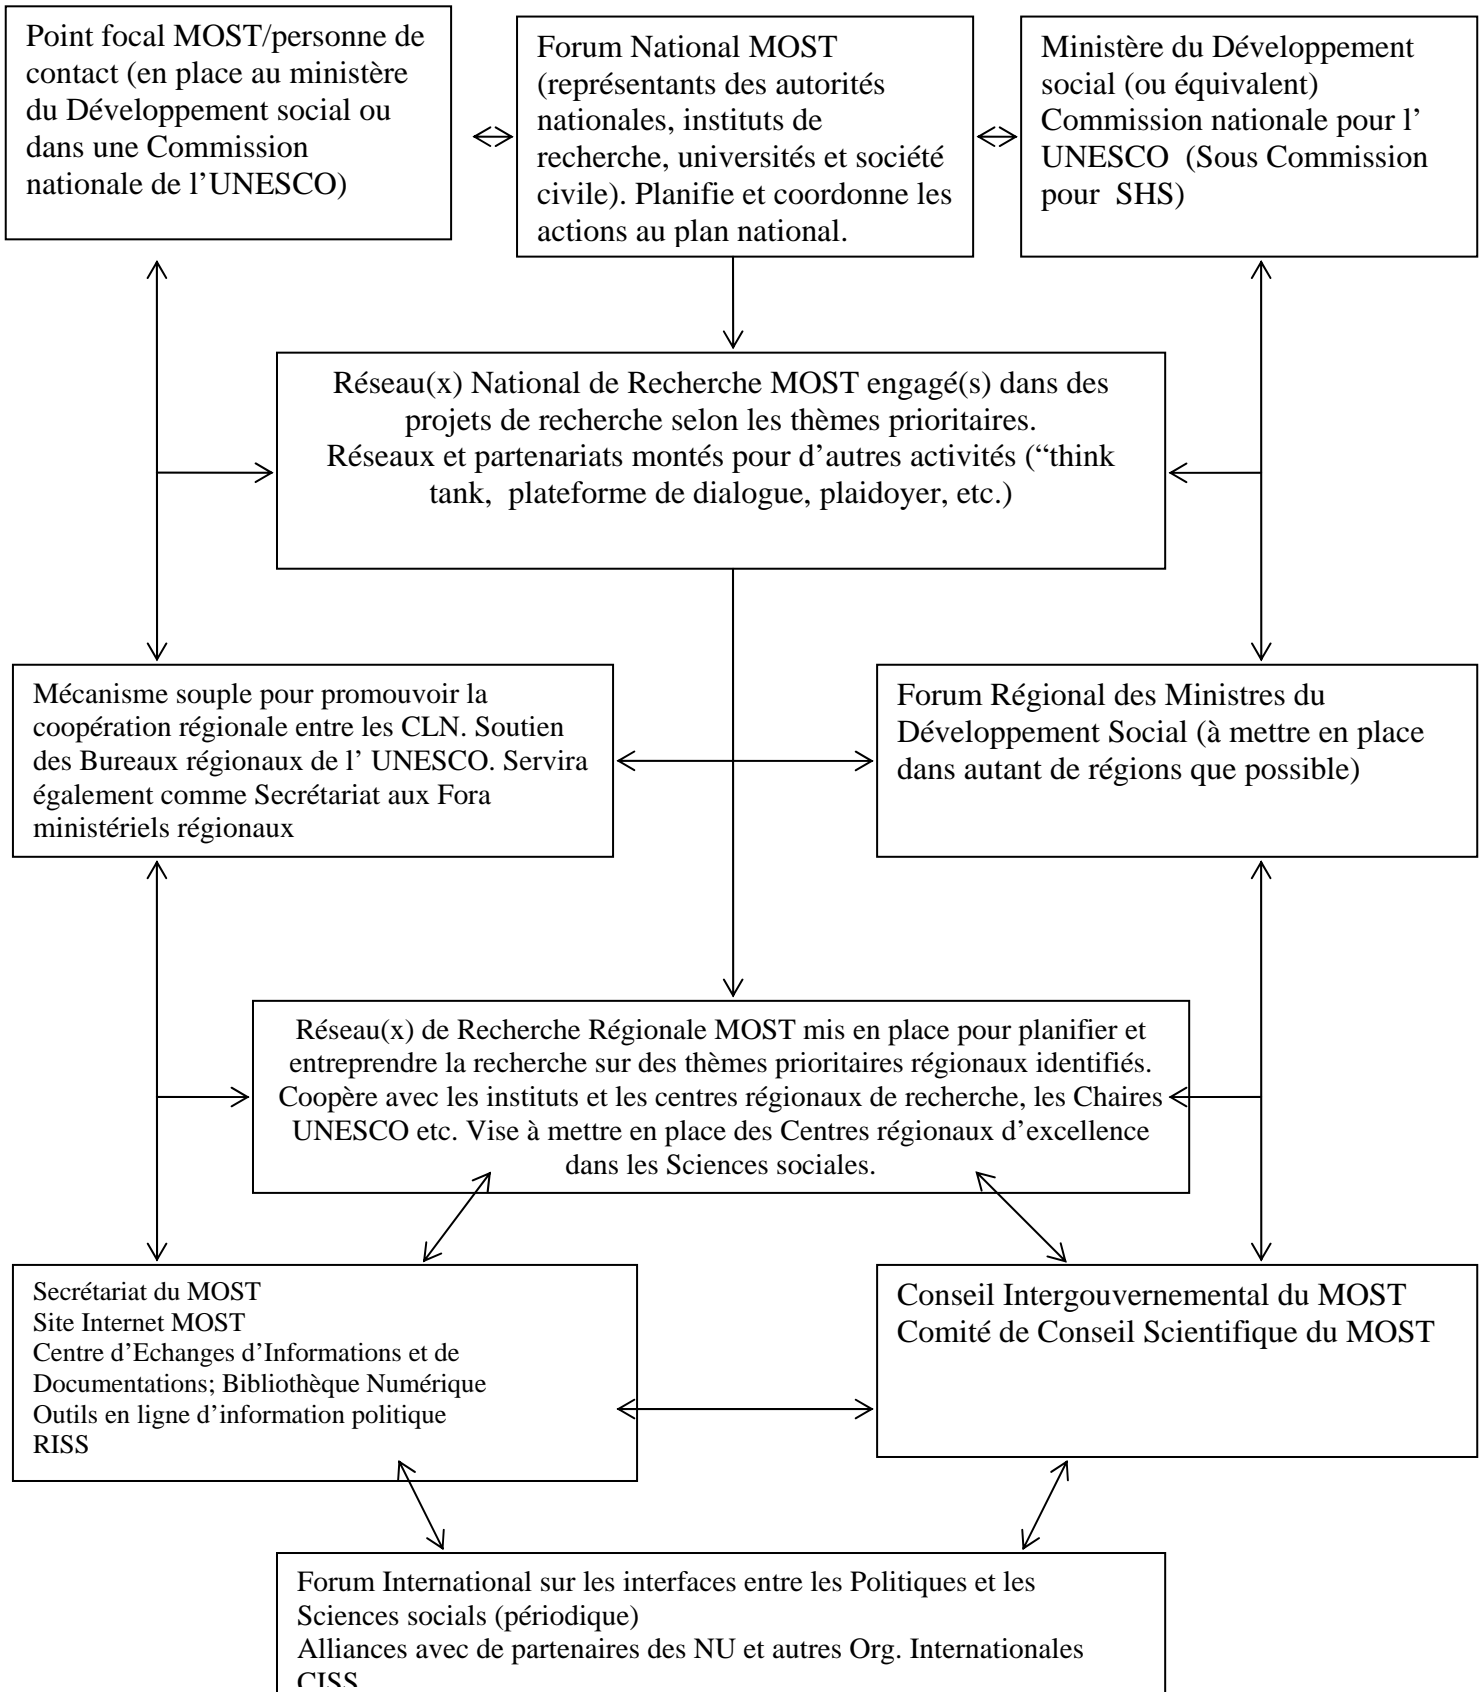 Point focal MOST/personne de
contact (en place au ministère
du Développement social ou
dans une Commission
nationale de l’UNESCO)
Forum National MOST
(représentants des autorités
nationales, instituts de
recherche, universités et société
civile). Planifie et coordonne les
actions au plan national.
Ministère du Développement
social (ou équivalent)
Commission nationale pour l’
UNESCO (Sous Commission
pour SHS)
Réseau(x) National de Recherche MOST engagé(s) dans des
projets de recherche selon les thèmes prioritaires.
Réseaux et partenariats montés pour d’autres activités (“think
tank, plateforme de dialogue, plaidoyer, etc.)
Mécanisme souple pour promouvoir la
coopération régionale entre les CLN. Soutien
des Bureaux régionaux de l’ UNESCO. Servira
également comme Secrétariat aux Fora
ministériels régionaux
Forum Régional des Ministres du
Développement Social (à mettre en place
dans autant de régions que possible)
Réseau(x) de Recherche Régionale MOST mis en place pour planifier et
entreprendre la recherche sur des thèmes prioritaires régionaux identifiés.
Coopère avec les instituts et les centres régionaux de recherche, les Chaires
UNESCO etc. Vise à mettre en place des Centres régionaux d’excellence
dans les Sciences sociales.
Secrétariat du MOST
Site Internet MOST
Centre d’Echanges d’Informations et de
Documentations; Bibliothèque Numérique
Outils en ligne d’information politique
RISS
Conseil Intergouvernemental du MOST
Comité de Conseil Scientifique du MOST
Forum International sur les interfaces entre les Politiques et les
Sciences socials (périodique)
Alliances avec de partenaires des NU et autres Org. Internationales
CISS